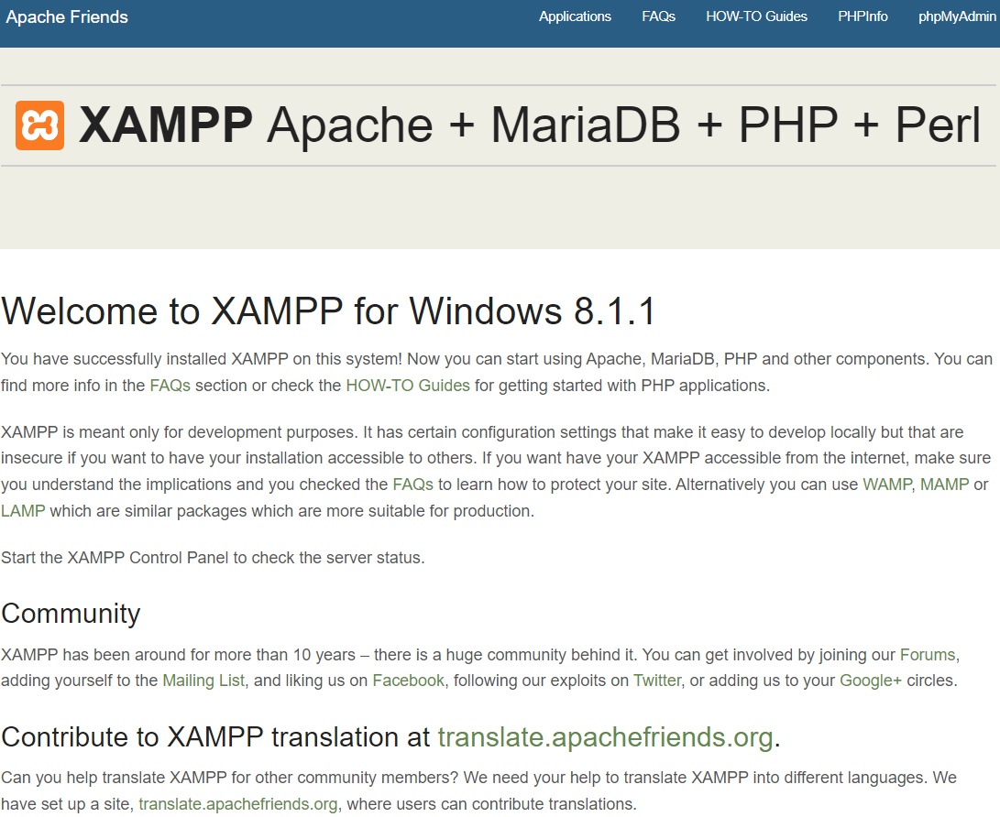 Apache Friends
Applications FAQs HOW-TO Guides PHPInfo phpMyAdmin
XAMPP Apache + MariaDB + PHP + Perl
Welcome to XAMPP for Windows 8.1.1
You have successfully installed XAMPP on this system! Now you can start using Apache, MariaDB, PHP and other components. You can
find more info in the FAQs section or check the HOW-TO Guides for getting started with PHP applications.
XAMPP is meant only for development purposes. It has certain configuration settings that make it easy to develop locally but that are
insecure if you want to have your installation accessible to others. If you want have your XAMPP accessible from the internet, make sure
you understand the implications and you checked the FAQs to learn how to protect your site. Alternatively you can use WAMP, MAMP or
LAMP which are similar packages which are more suitable for production.
Start the XAMPP Control Panel to check the server status.
Community
XAMPP has been around for more than 10 years – there is a huge community behind it. You can get involved by joining our Forums,
adding yourself to the Mailing List, and liking us on Facebook, following our exploits on Twitter, or adding us to your Google+ circles.
Contribute to XAMPP translation at translate.apachefriends.org.
Can you help translate XAMPP for other community members? We need your help to translate XAMPP into different languages. We
have set up a site, translate.apachefriends.org, where users can contribute translations.